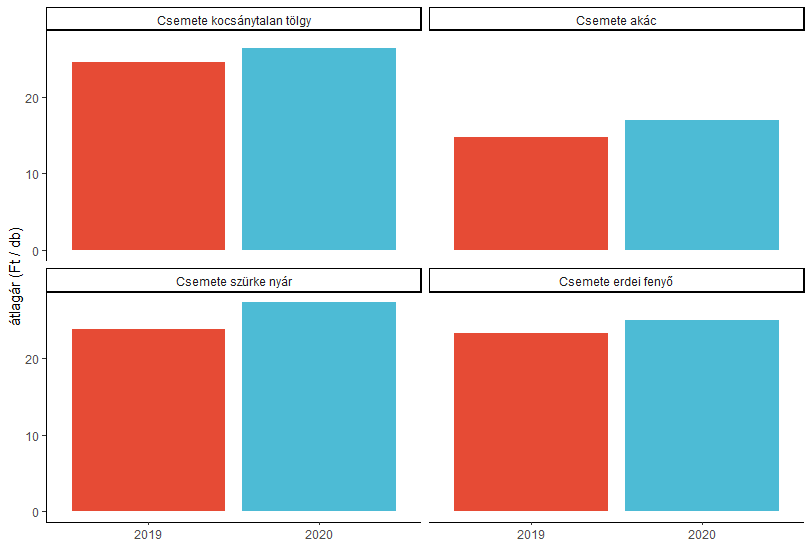 Csemete kocsánytalan tölgy
Csemete akác
20
10
0
átlagár (Ft / db)
Csemete szürke nyár
Csemete erdei fenyő
20
10
0
2019
2020
2019
2020